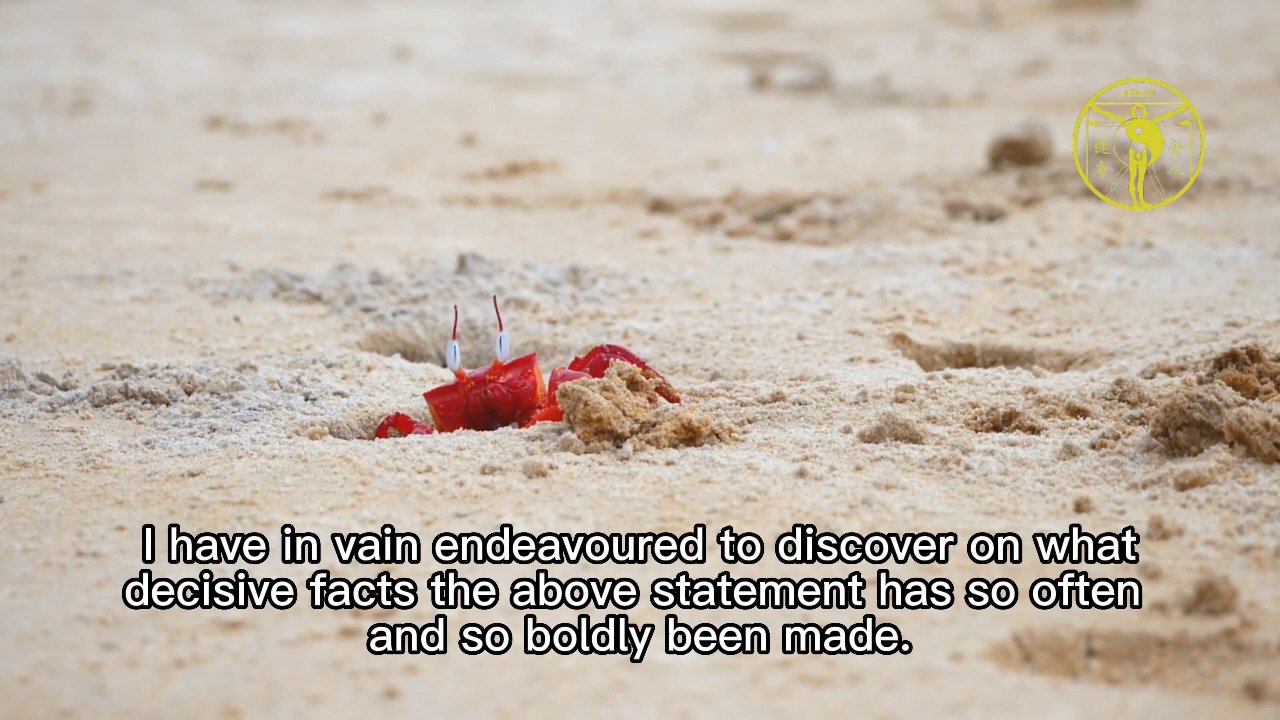 I have in vain endeavoured to discover on what
decisive facts the above statement has so often
and so boldly been made.